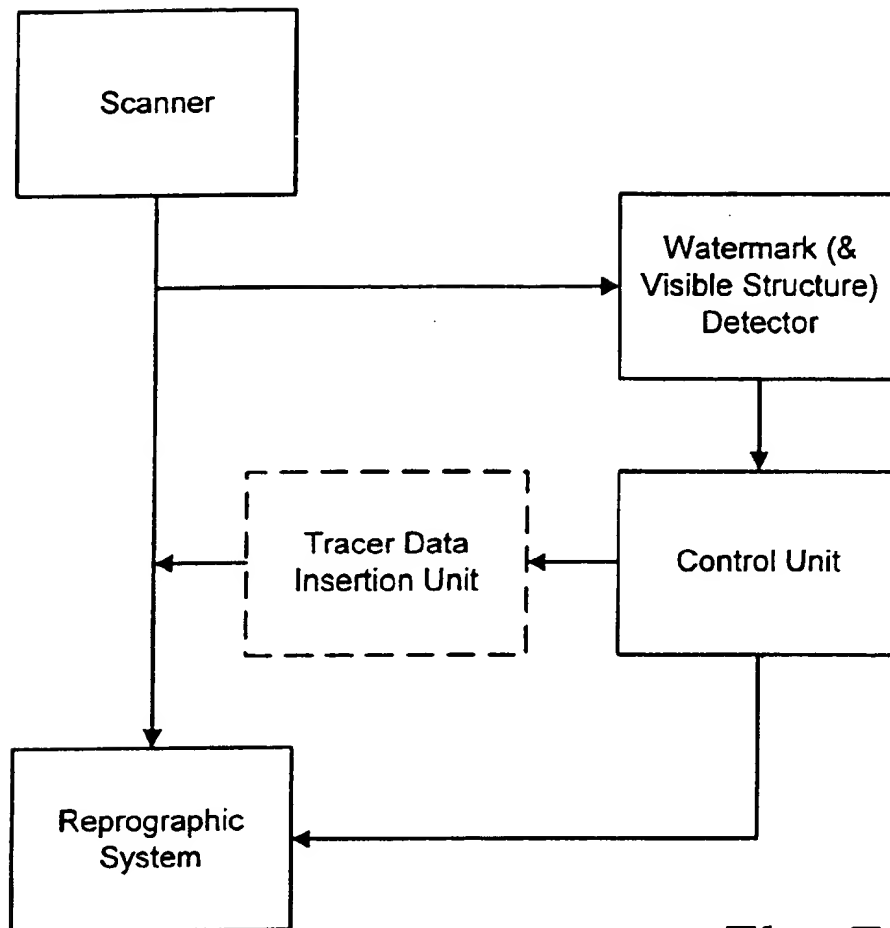 Scanner
Watermark (&
Visible Structure)
Detector
Tracer Data
Insertion Unit
Control Unit
Reprographic
System